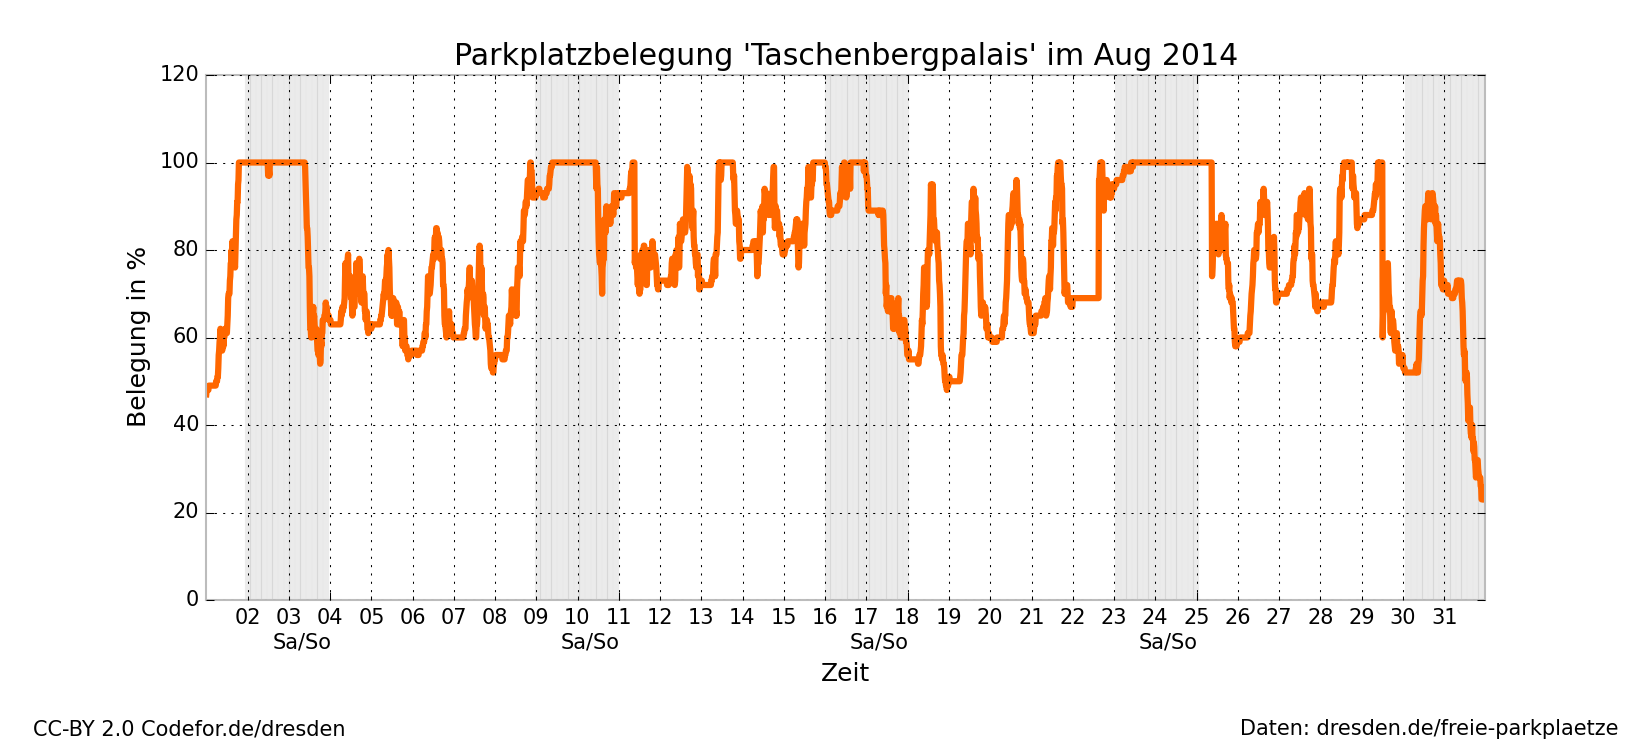 Parkplatzbelegung 'Taschenbergpalais' im Aug 2014
120
100
80
60
40
20
0
Belegung in %
02 03 04 05 06 07 08 09 10 11 12 13 14 15 16 17 18 19 20 21 22 23 24 25 26 27 28 29 30 31
Sa/So Sa/So Sa/So Sa/So
Zeit
CC-BY 2.0 Codefor.de/dresden
Daten: dresden.de/freie-parkplaetze